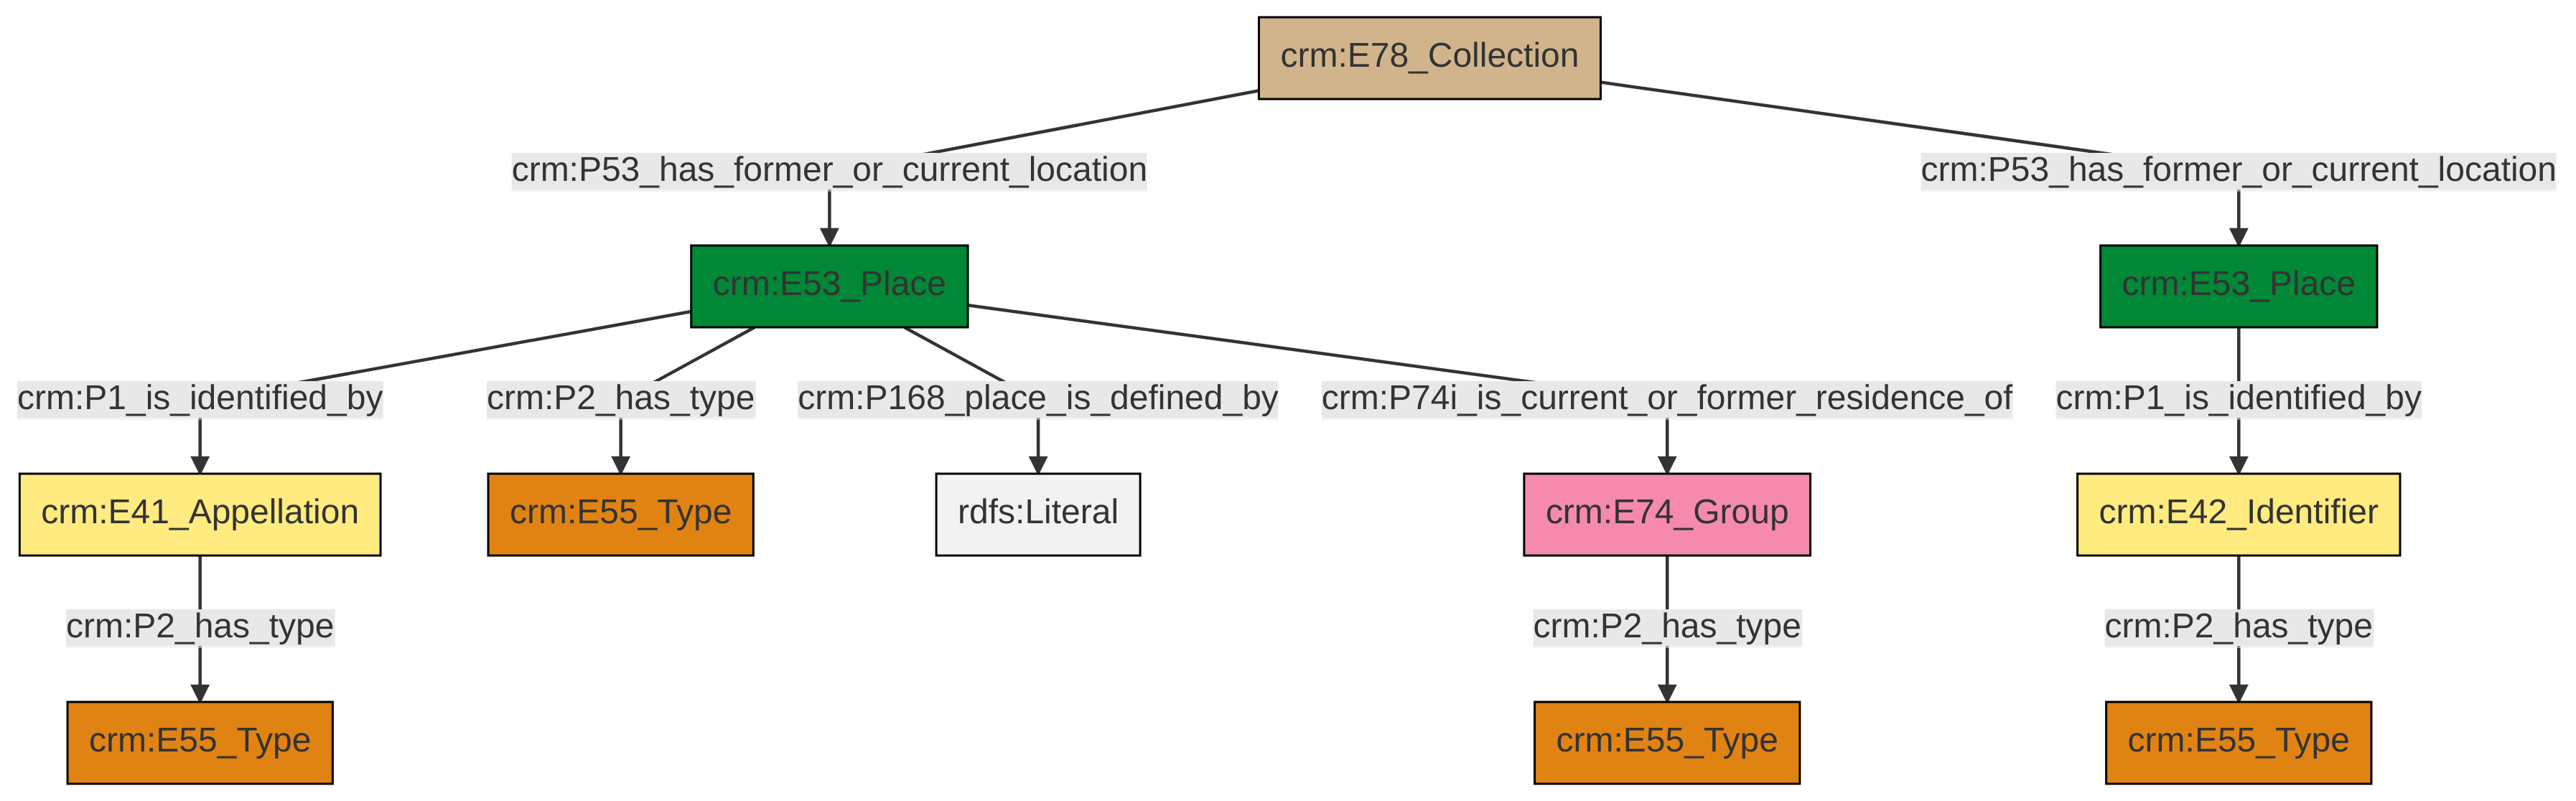 crm:E78_Collection
crm:P53_has_former_or_current_location
crm:P53_has_former_or_current_location
crm:E53_Place
crm:E53_Place
crm:P1_is_identified_by
crm:P2_has_type
crm:P168_place_is_defined_by
crm:P74i_is_current_or_former_residence_of
crm:P1_is_identified_by
crm:E41_Appellation
crm:E55_Type
rdfs:Literal
crm:E74_Group
crm:E42_Identifier
crm:P2_has_type
crm:P2_has_type
crm:P2_has_type
crm:E55_Type
crm:E55_Type
crm:E55_Type